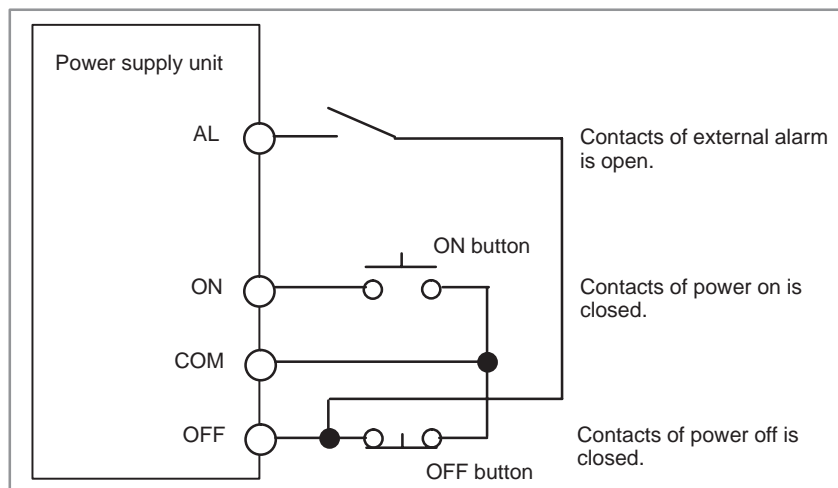 Power supply unit
AL
Contacts of external alarm
is open.
ON button
ON
Contacts of power on is
closed.
COM
OFF
Contacts of power off is
closed.
OFF button